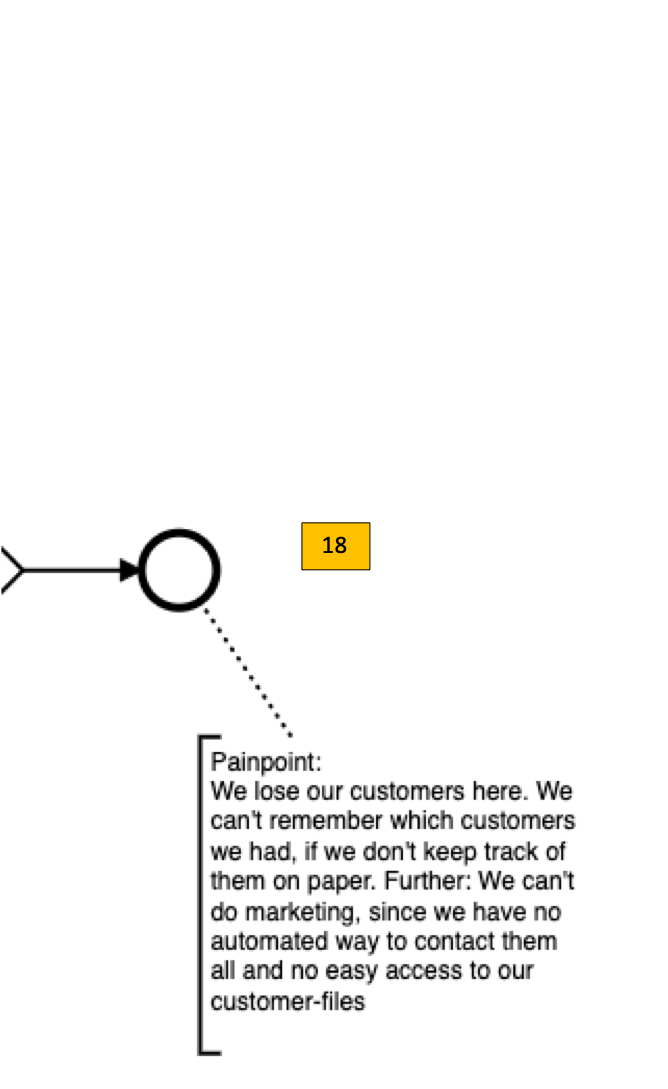 18
Painpoint:
We lose our customers here. We
can't remember which customers
we had, if we don't keep track of
them on paper. Further: We can't
do marketing, since we have no
automated way to contact them
all and no easy access to our
customer-files